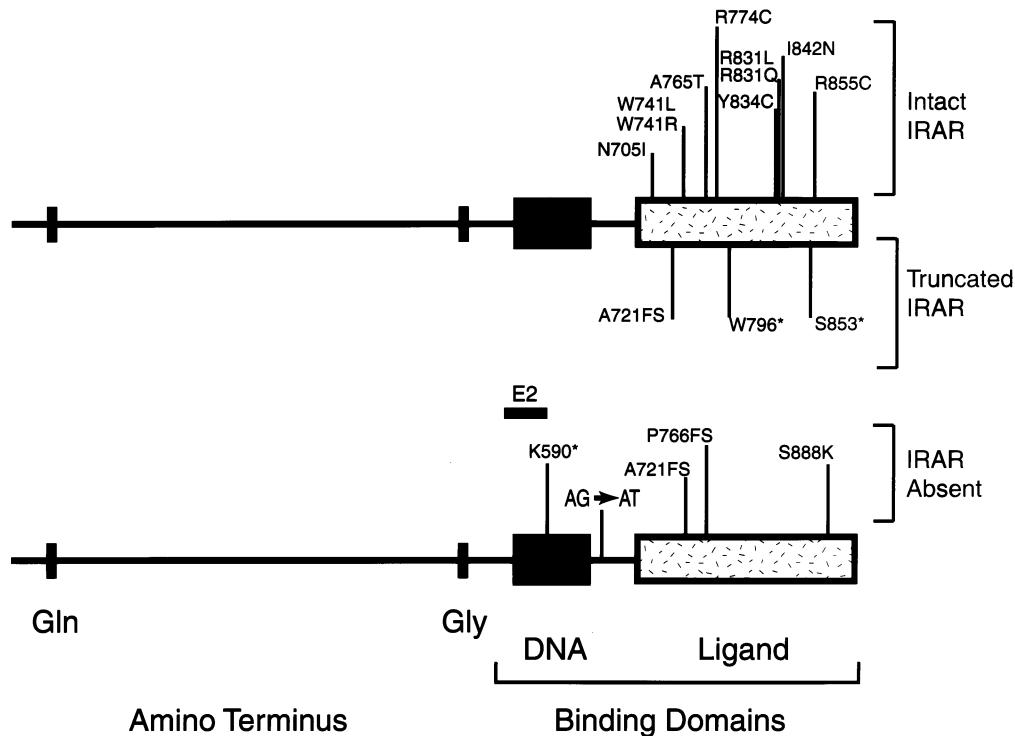 R774C
I842N
R831L
R831Q
A765T
R855C
Y834C
W741L
W741R
N705I
Intact
IRAR
A721FS
W796*
S853*
Truncated
IRAR
E2
K590*
P766FS
A721FS
S888K
AG → AT
IRAR
Absent
Gln
Gly
DNA
Ligand
Amino Terminus
Binding Domains